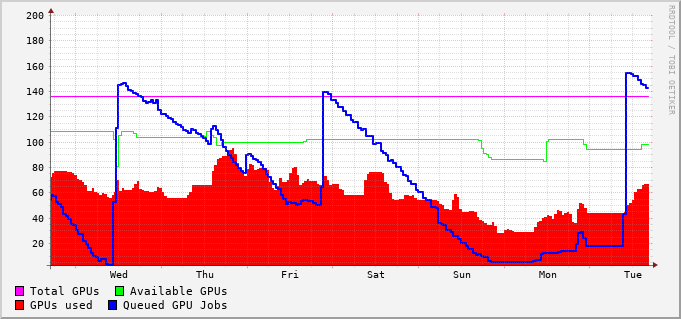 RRDTOOL / TOBI OETIKER
200
180
160
140
120
100
80
60
40
20
Wed Thu Fri Sat Sun Mon Tue
Total GPUs Available GPUs
GPUs used Queued GPU Jobs